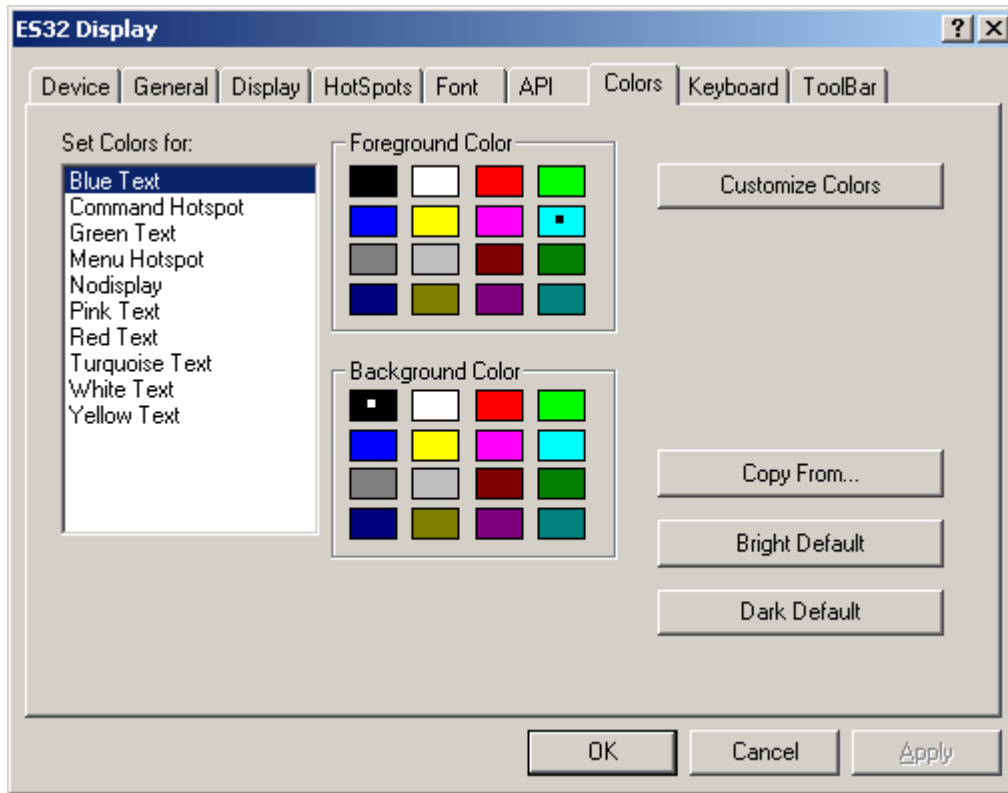 ES32 Display
Device General Display HotSpots Font API Colors Keyboard ToolBar
Set Colors for:
Blue Text
Command Hotspot
Green Text
Menu Hotspot
Nodisplay
Pink Text
Red Text
Turquoise Text
White Text
Yellow Text
Foreground Color
Background Color
Customize Colors
Copy From...
Bright Default
Dark Default
OK Cancel Apply